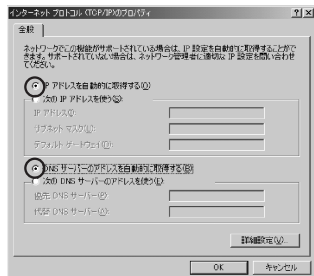 インターネット プロトコル (TCP/IP)のプロパティ
全般
ネットワークでこの機能がサポートされている場合は、IP 設定を自動的に取得することがで
きます。サポートされていない場合は、ネットワーク管理者に適切な IP 設定を問い合わせ
てください。
IP アドレスを自動的に取得する(O)
次の IP アドレスを使う(S):
IP アドレス(I):
サブネット マスク(U):
デフォルト ゲートウェイ(D):
DNS サーバーのアドレスを自動的に取得する(B)
次の DNS サーバーのアドレスを使う(E):
優先 DNS サーバー(P):
代替 DNS サーバー(A):
詳細設定(V)...
OK
キャンセル